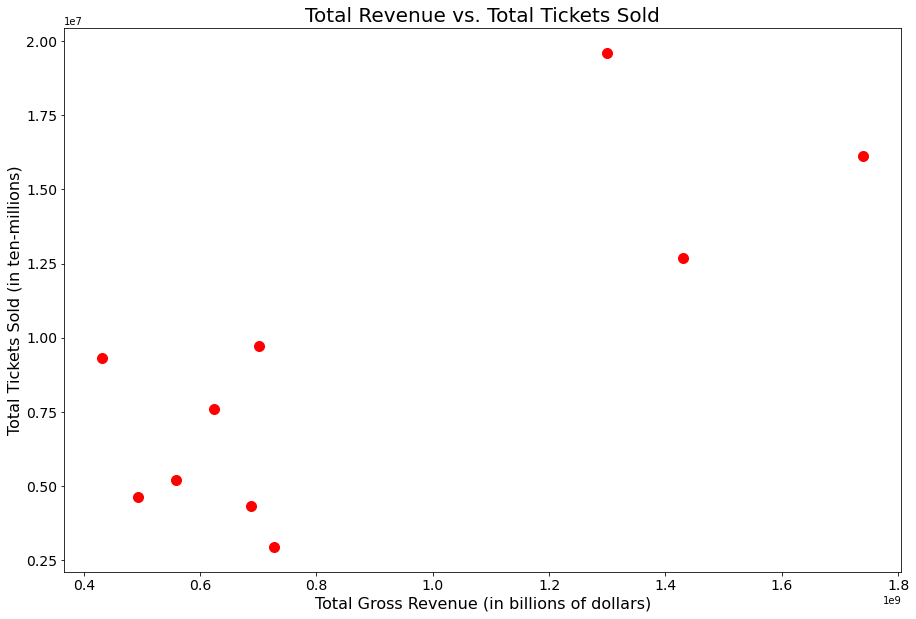 Total Revenue vs. Total Tickets Sold
1e7
2.00
1.75
1.50
1.25
1.00
0.75
0.50
0.25
Total Tickets Sold (in ten-millions)
0.4 0.6 0.8 1.0 1.2 1.4 1.6 1.8
1e9
Total Gross Revenue (in billions of dollars)